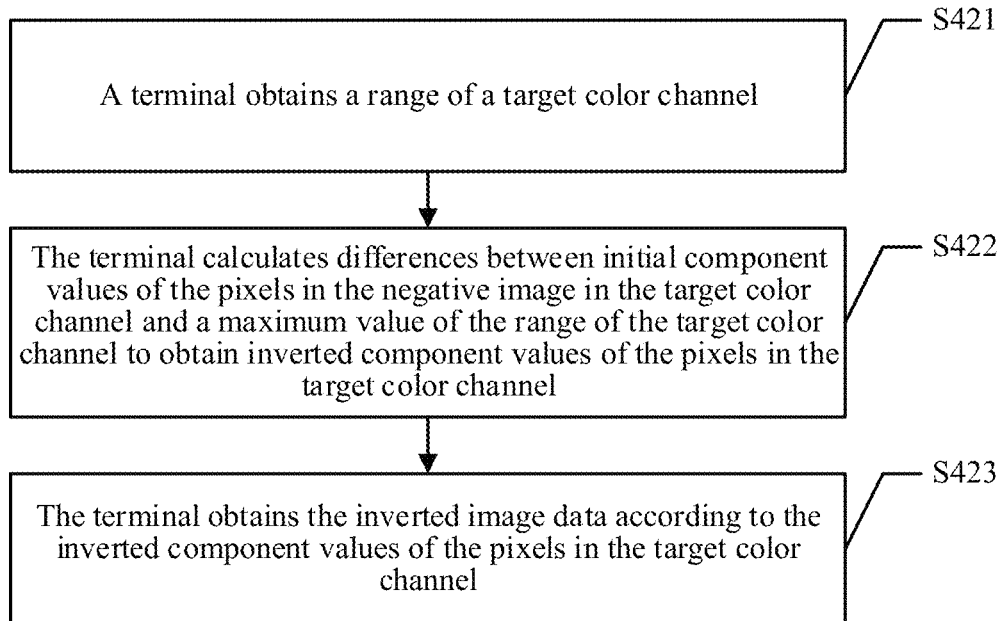 S421
A terminal obtains a range of a target color channel
S422
The terminal calculates differences between initial component
values of the pixels in the negative image in the target color
channel and a maximum value of the range of the target color
channel to obtain inverted component values of the pixels in the
target color channel
S423
The terminal obtains the inverted image data according to the
inverted component values of the pixels in the target color
channel